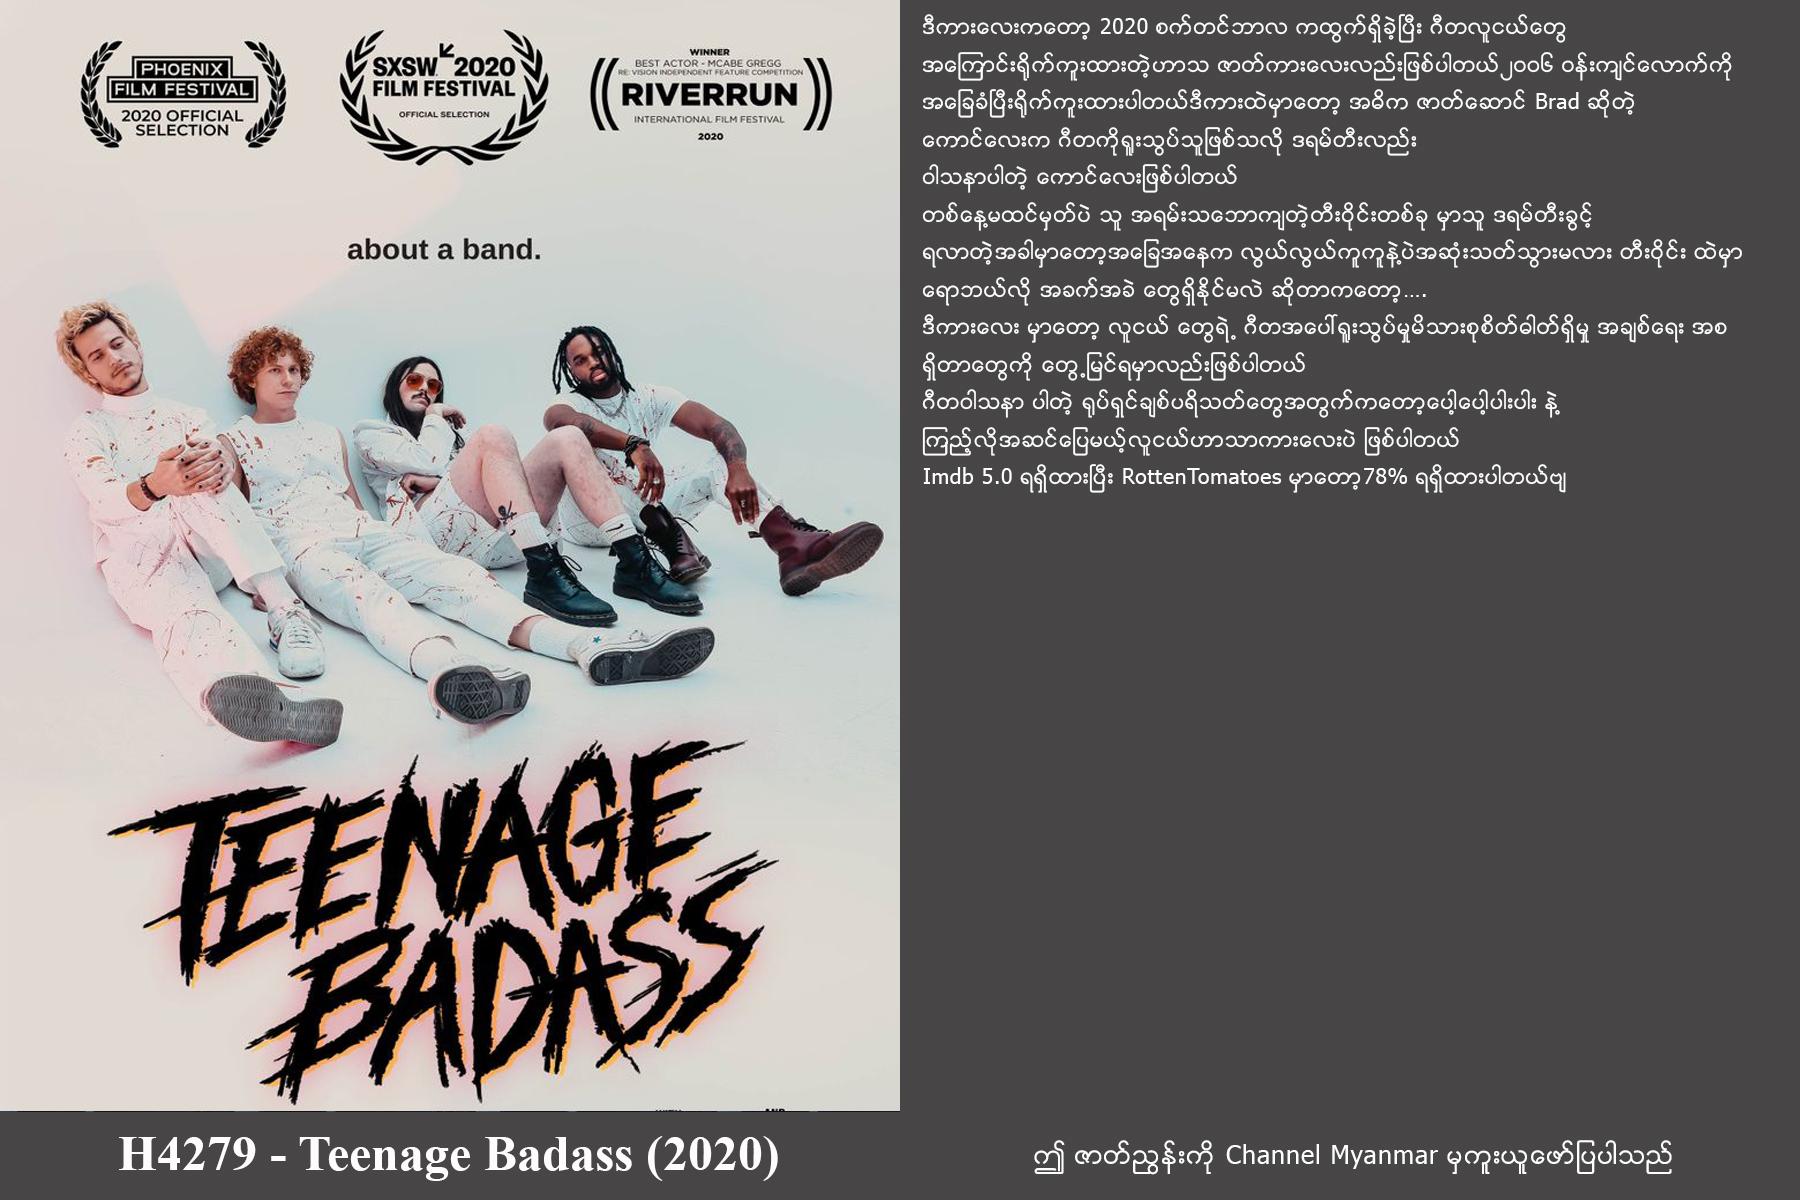 PHOENIX
FILM FESTIVAL
2020 OFFICIAL
SELECTION
SXSW 2020
FILM FESTIVAL
OFFICIAL SELECTION
WINNER
BEST ACTOR - MCABE GREGG
RE: VISION INDEPENDENT FEATURE COMPETITION
RIVERRUN
INTERNATIONAL FILM FESTIVAL
2020
about a band.
TEENAGE
BADASS
H4279 - Teenage Badass (2020)
ဒီကားလေးကတော့ 2020 စက်တင်ဘာလ ကထွက်ရှိခဲ့ပြီး ဂီတလူငယ်တွေ
အကြောင်းရိုက်ကူးထားတဲ့ဟာသ ဇာတ်ကားလေးလည်းဖြစ်ပါတယ်၂၀၀၆ ဝန်းကျင်လောက်ကို
အခြေခံပြီးရိုက်ကူးထားပါတယ်ဒီကားထဲမှာတော့ အဓိက ဇာတ်ဆောင် Brad ဆိုတဲ့
ကောင်လေးက ဂီတကိုရူးသွပ်သူဖြစ်သလို ဒရမ်တီးလည်း
ဝါသနာပါတဲ့ ကောင်လေးဖြစ်ပါတယ်
တစ်နေ့မထင်မှတ်ပဲ သူ အရမ်းသဘောကျတဲ့တီးဝိုင်းတစ်ခု မှာသူ ဒရမ်တီးခွင့်
ရလာတဲ့အခါမှာတော့အခြေအနေက လွယ်လွယ်ကူကူနဲ့ပဲအဆုံးသတ်သွားမလား တီးဝိုင်း ထဲမှာ
ရောဘယ်လို အခက်အခဲ တွေရှိနိုင်မလဲ ဆိုတာကတော့....
ဒီကားလေး မှာတော့ လူငယ် တွေရဲ့ ဂီတအပေါ်ရူးသွပ်မှုမိသားစုစိတ်ဓါတ်ရှိမှု အချစ်ရေး အစ
ရှိတာတွေကို တွေ့မြင်ရမှာလည်းဖြစ်ပါတယ်
ဂီတဝါသနာ ပါတဲ့ ရုပ်ရှင်ချစ်ပရိသတ်တွေအတွက်ကတော့ပေါ့ပေါ့ပါးပါး နဲ့
ကြည့်လိုအဆင်ပြေမယ့်လူငယ်ဟာသာကားလေးပဲ ဖြစ်ပါတယ်
Imdb 5.0 ရရှိထားပြီး RottenTomatoes မှာတော့78% ရရှိထားပါတယ်ဗျ
ဤ ဇာတ်ညွှန်းကို Channel Myanmar မှကူးယူဖော်ပြပါသည်